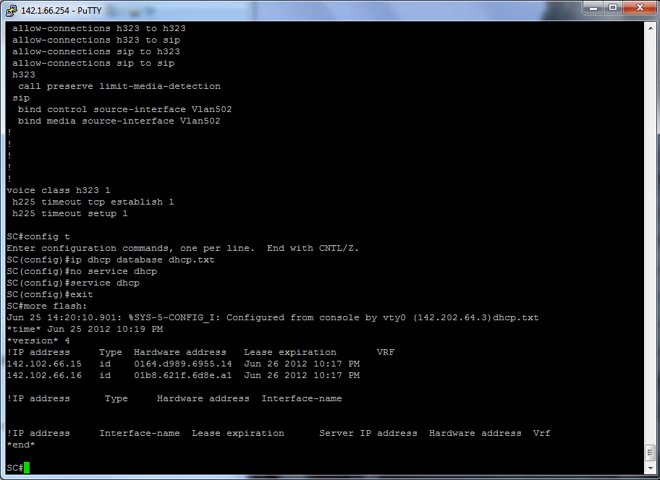 142.1.66.254 - PuTTY
allow-connections h323 to h323
allow-connections h323 to sip
allow-connections sip to h323
allow-connections sip to sip
h323
call preserve limit-media-detection
sip
bind control source-interface Vlan502
bind media source-interface Vlan502
!
!
!
!
!
voice class h323 1
h225 timeout tcp establish 1
h225 timeout setup 1
SC#config t
Enter configuration commands, one per line.  End with CNTL/Z.
SC(config)#ip dhcp database dhcp.txt
SC(config)#no service dhcp
SC(config)#service dhcp
SC(config)#exit
SC#more flash:
Jun 25 14:20:10.901: %SYS-5-CONFIG_I: Configured from console by vty0 (142.202.64.3)dhcp.txt
*time* Jun 25 2012 10:19 PM
*version* 4
!IP address    Type  Hardware address   Lease expiration        VRF
142.102.66.15   id    0164.d989.6955.14  Jun 26 2012 10:17 PM
142.102.66.16   id    01b8.621f.6d8e.a1  Jun 26 2012 10:17 PM
!IP address      Type     Hardware address  Interface-name
!IP address     Interface-name  Lease expiration      Server IP address  Hardware address  Vrf
*end*
SC#